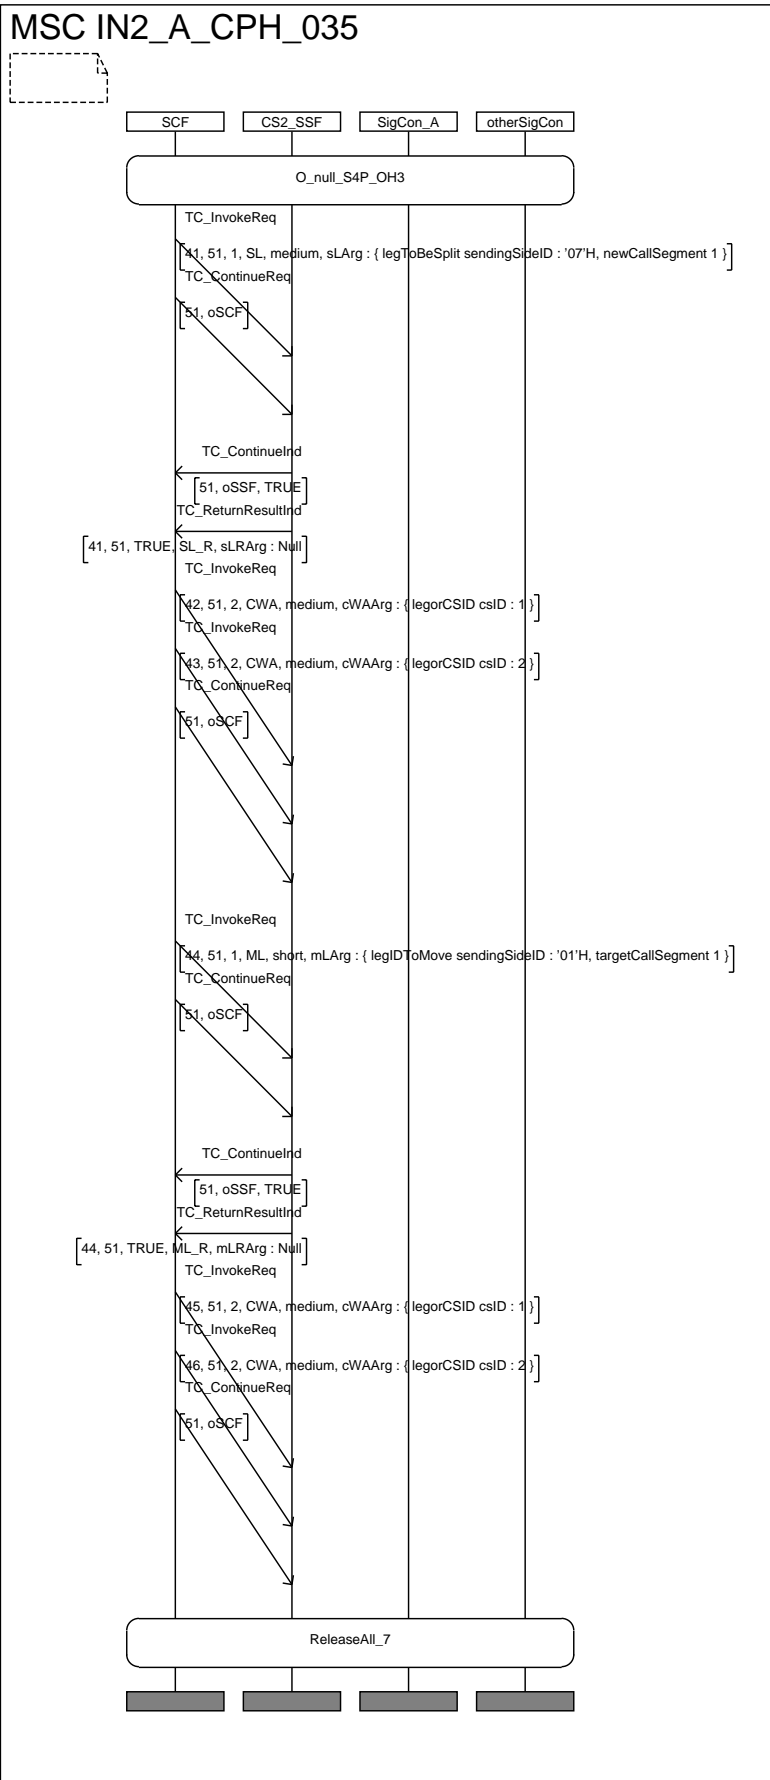 MSC IN2_A_CPH_035
SCF CS2_SSF SigCon_A otherSigCon
O_null_S4P_OH3
TC_InvokeReq
41, 51, 1, SL, medium, sLArg : { legToBeSplit sendingSideID : '07'H, newCallSegment 1 }
TC_ContinueReq
51, oSCF
TC_ContinueInd
51, oSSF, TRUE
TC_ReturnResultInd
41, 51, TRUE, SL_R, sLRArg : Null
TC_InvokeReq
42, 51, 2, CWA, medium, cWAArg : { legorCSID csID : 1 }
TC_InvokeReq
43, 51, 2, CWA, medium, cWAArg : { legorCSID csID : 2 }
TC_ContinueReq
51, oSCF
TC_InvokeReq
44, 51, 1, ML, short, mLArg : { legIDToMove sendingSideID : '01'H, targetCallSegment 1 }
TC_ContinueReq
51, oSCF
TC_ContinueInd
51, oSSF, TRUE
TC_ReturnResultInd
44, 51, TRUE, ML_R, mLRArg : Null
TC_InvokeReq
45, 51, 2, CWA, medium, cWAArg : { legorCSID csID : 1 }
TC_InvokeReq
46, 51, 2, CWA, medium, cWAArg : { legorCSID csID : 2 }
TC_ContinueReq
51, oSCF
ReleaseAll_7